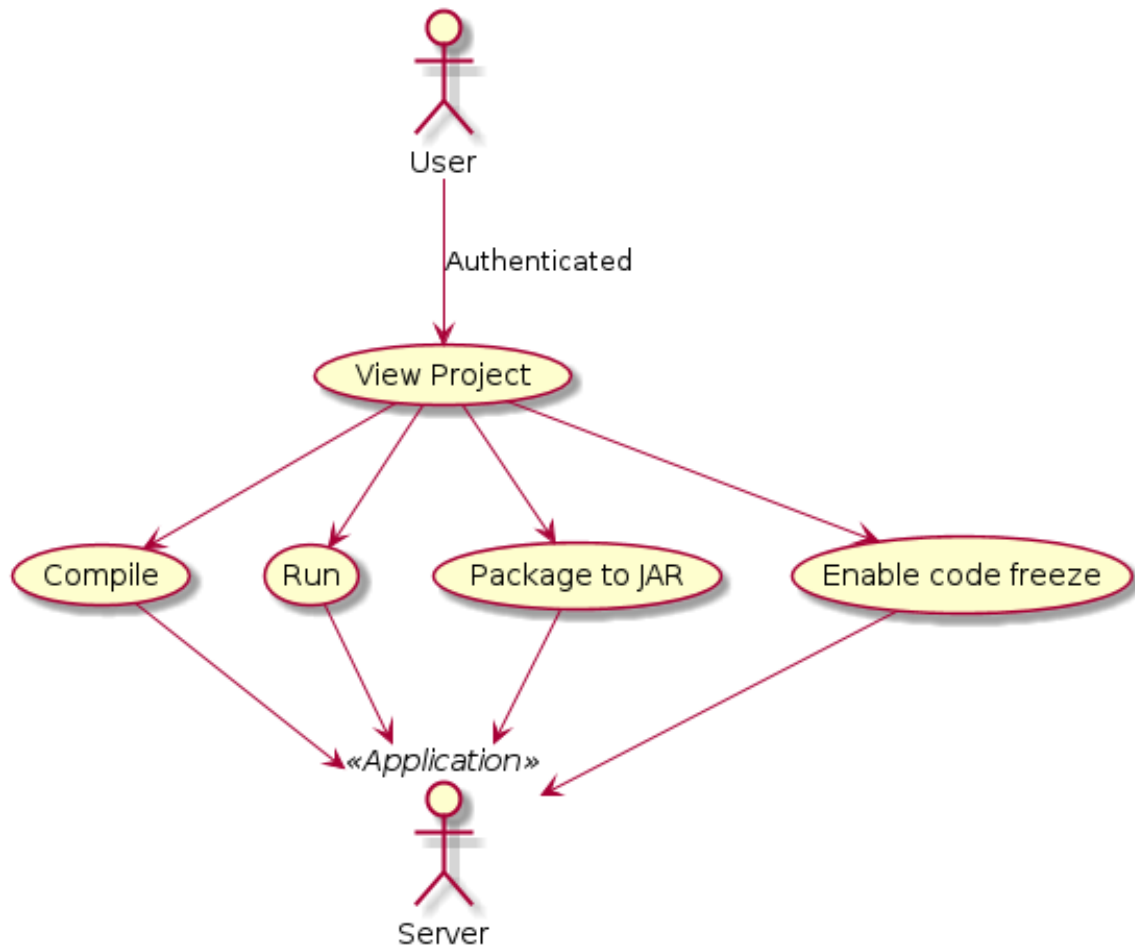 User
Authenticated
View Project
Compile
Run
Package to JAR
Enable code freeze
«Application»
Server